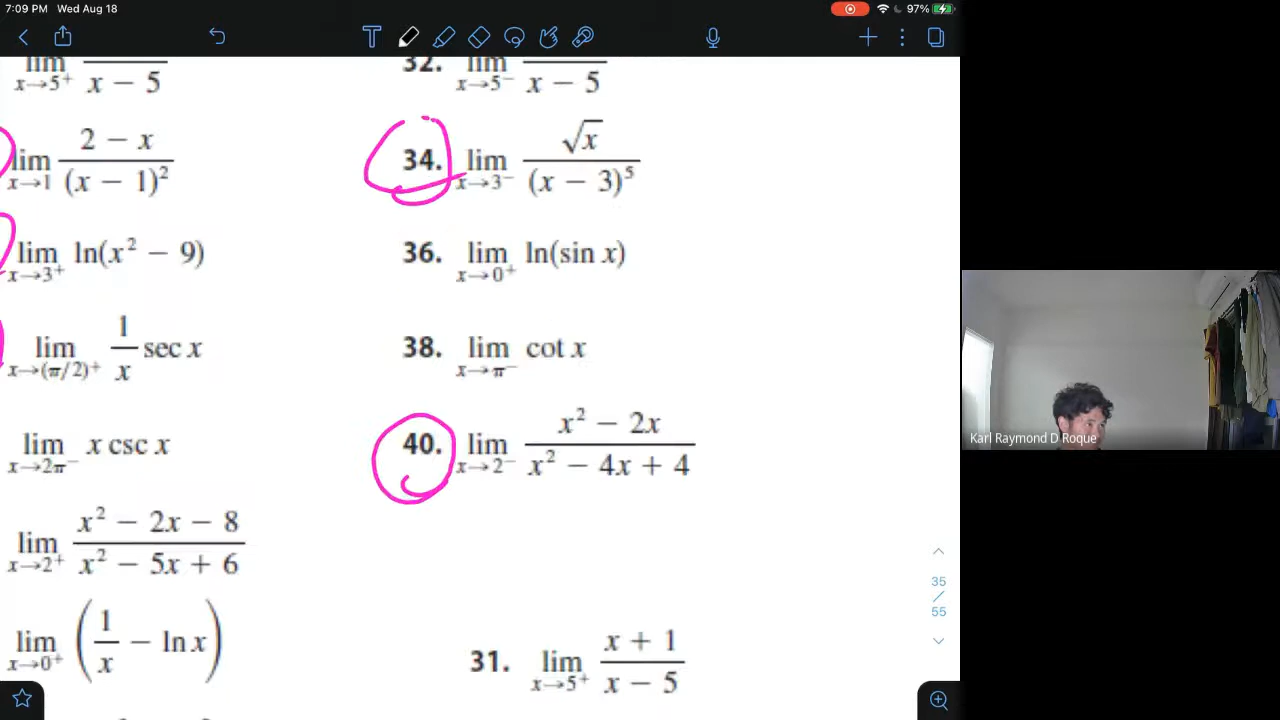 7:09 PM Wed Aug 18
97%
T
lim x→5⁺ x − 5
32. lim x→5⁻ x − 5
lim x→1 2 − x / (x − 1)²
34. lim x→3⁻ √x / (x − 3)⁵
lim x→3⁺ ln(x² − 9)
36. lim x→0⁺ ln(sin x)
lim x→(π/2)⁺ 1/x sec x
38. lim x→π⁻ cot x
lim x→2π⁻ x csc x
40. lim x→2⁻ x² − 2x / x² − 4x + 4
lim x→2⁺ x² − 2x − 8 / x² − 5x + 6
lim x→0⁺ (1/x − ln x)
31. lim x→5⁺ x + 1 / x − 5
35
/
55
Karl Raymond D Roque